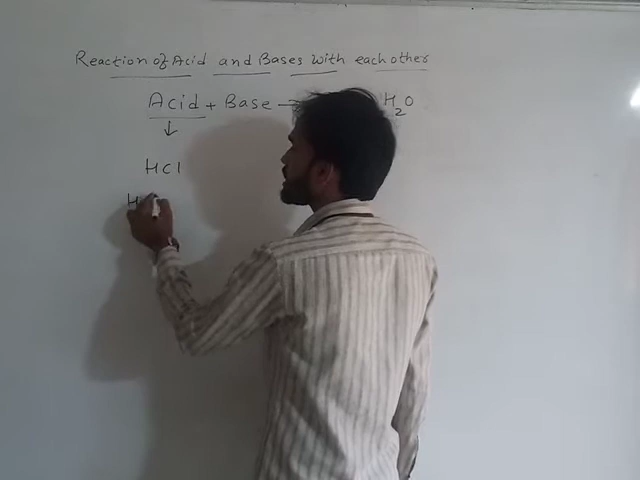 Reaction of Acid and Bases with each other
Acid + Base → H₂O
↓
HCl
H